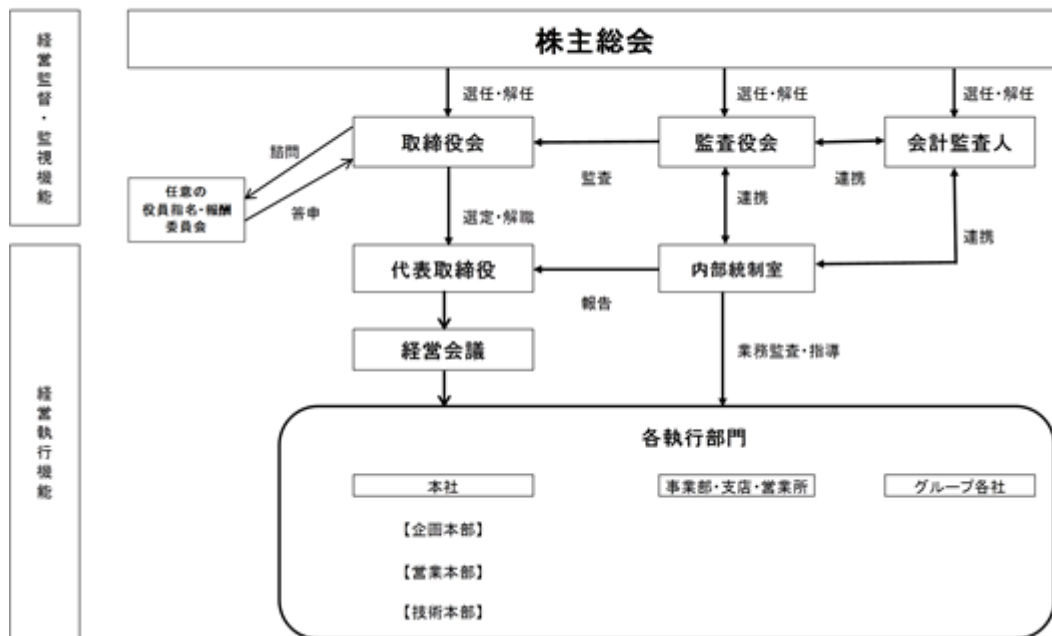 経営監督・監視機能
株主総会
選任・解任
選任・解任
選任・解任
取締役会
監査役会
会計監査人
諮問
監査
連携
任意の
役員指名・報酬
委員会
答申
選定・解職
連携
連携
代表取締役
内部統制室
報告
経営会議
業務監査・指導
経営執行機能
各執行部門
本社
事業部・支店・営業所
グループ各社
【企画本部】
【営業本部】
【技術本部】